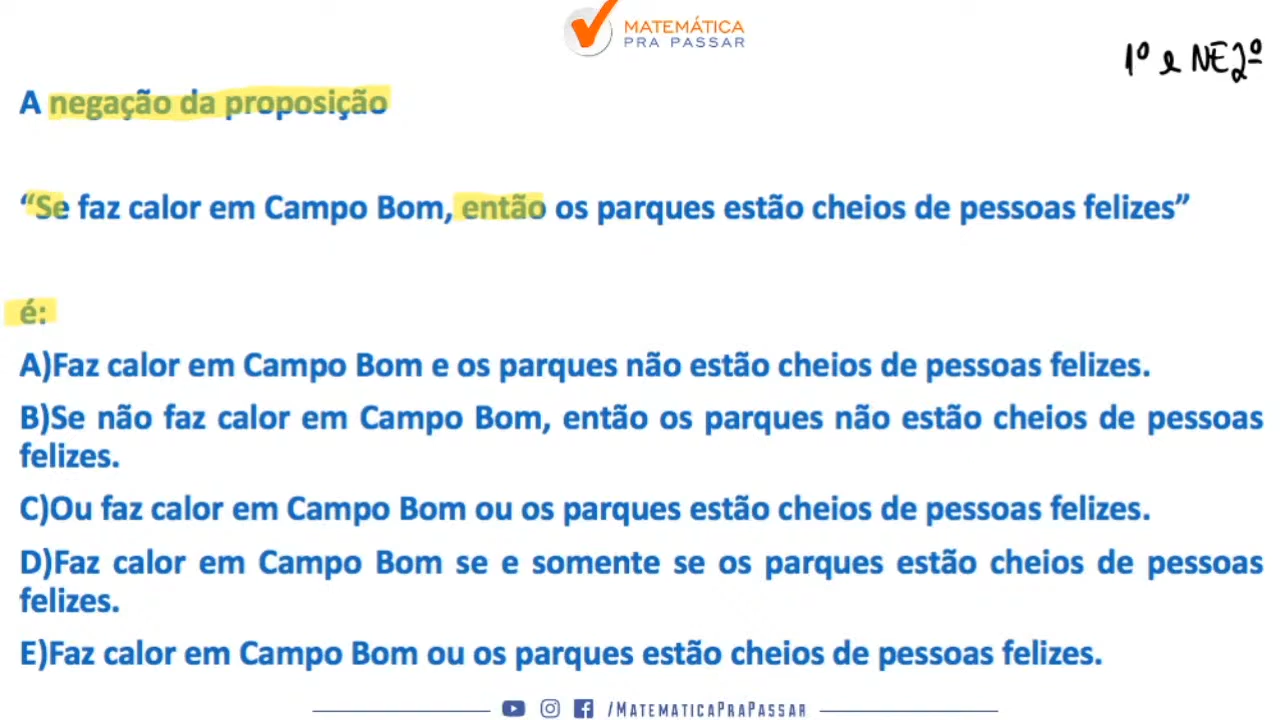 MATEMÁTICA
PRA PASSAR
1º e NE2º
A negação da proposição
“Se faz calor em Campo Bom, então os parques estão cheios de pessoas felizes”
é:
A)Faz calor em Campo Bom e os parques não estão cheios de pessoas felizes.
B)Se não faz calor em Campo Bom, então os parques não estão cheios de pessoas
felizes.
C)Ou faz calor em Campo Bom ou os parques estão cheios de pessoas felizes.
D)Faz calor em Campo Bom se e somente se os parques estão cheios de pessoas
felizes.
E)Faz calor em Campo Bom ou os parques estão cheios de pessoas felizes.
/MATEMATICAPRAPASSAR